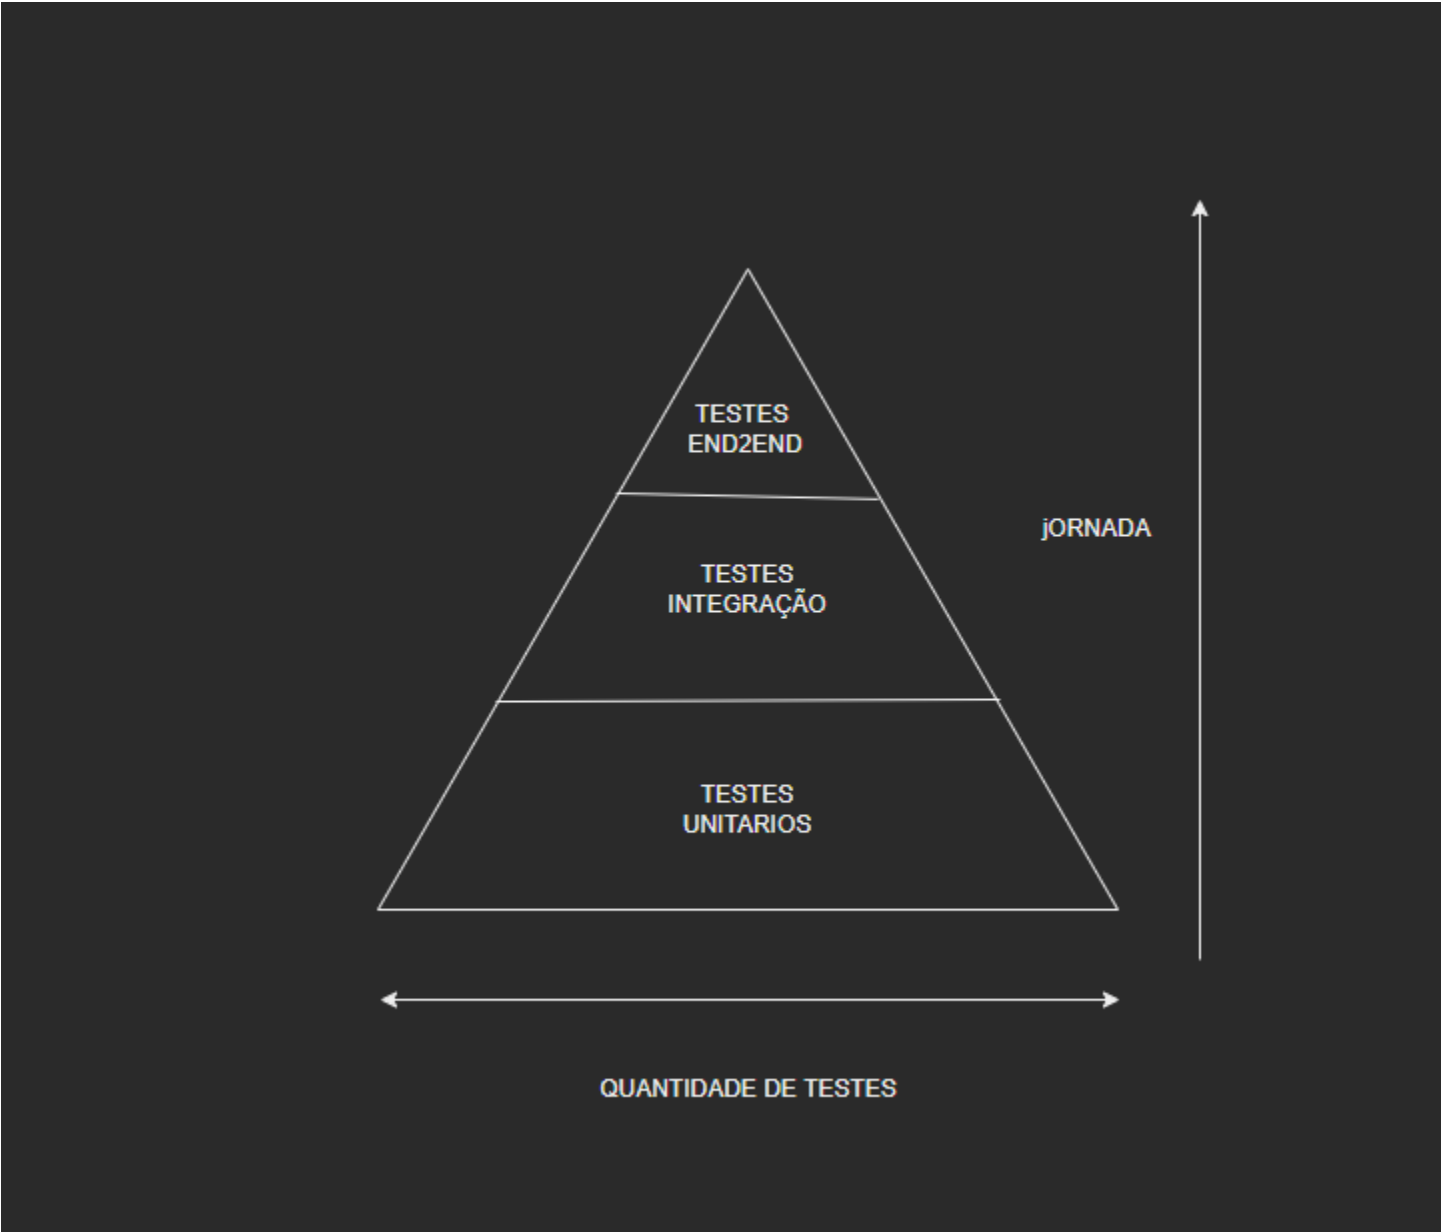 TESTES
END2END
jORNADA
TESTES
INTEGRAÇÃO
TESTES
UNITARIOS
QUANTIDADE DE TESTES